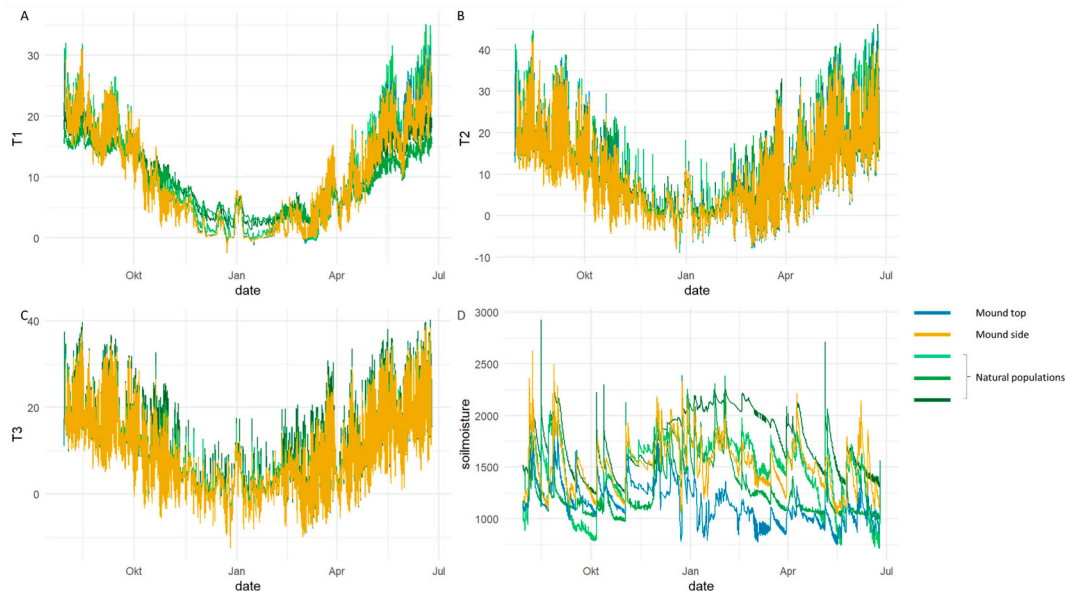 A
30
20
10
0
T1
Okt Jan Apr Jul
date
B
40
30
20
10
0
-10
T2
Okt Jan Apr Jul
date
C
40
20
0
T3
Okt Jan Apr Jul
date
D
3000
2500
2000
1500
1000
soilmoisture
Okt Jan Apr Jul
date
Mound top
Mound side
Natural populations